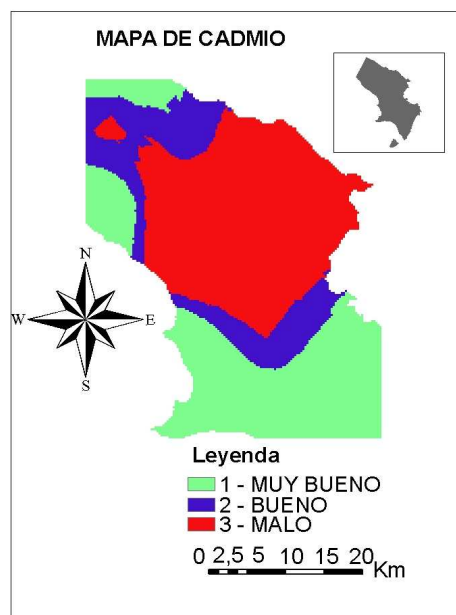 MAPA DE CADMIO
N
W E
S
Leyenda
1 - MUY BUENO
2 - BUENO
3 - MALO
0 2,5 5 10 15 20
Km